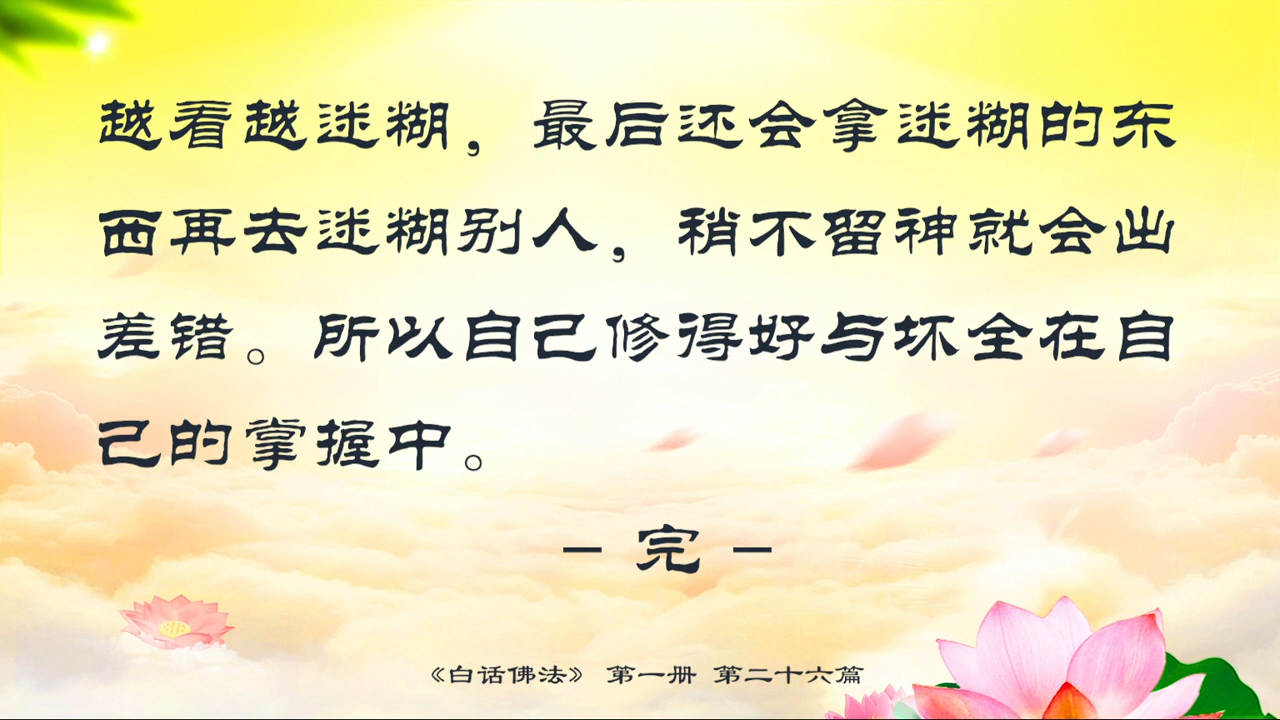 越看越迷糊，最后还会拿迷糊的东
西再去迷糊别人，稍不留神就会出
差错。所以自己修得好与坏全在自
己的掌握中。
– 完 –
《白话佛法》 第一册 第二十六篇